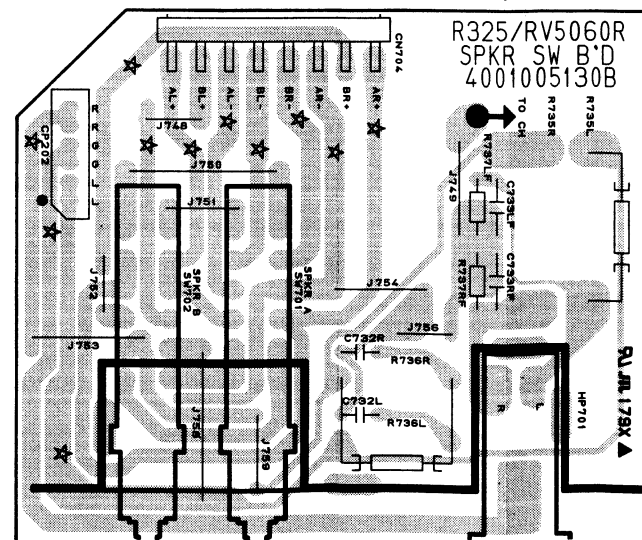 R325/RV5060R
SPKR SW B'D
4001005130B
CN704
AL+
BL+
AL-
BL-
BR-
AR-
BR+
AR+
CP202
R
R
G
G
L
L
J748
J750
J751
J752
J753
J754
J756
J749
J758
J759
TO CH
R735R
R735L
R737LF
C733LF
R737RF
C733RF
SPKR B
SW702
SPKR A
SW701
C732R
R736R
C732L
R736L
R
L
HP701
179X